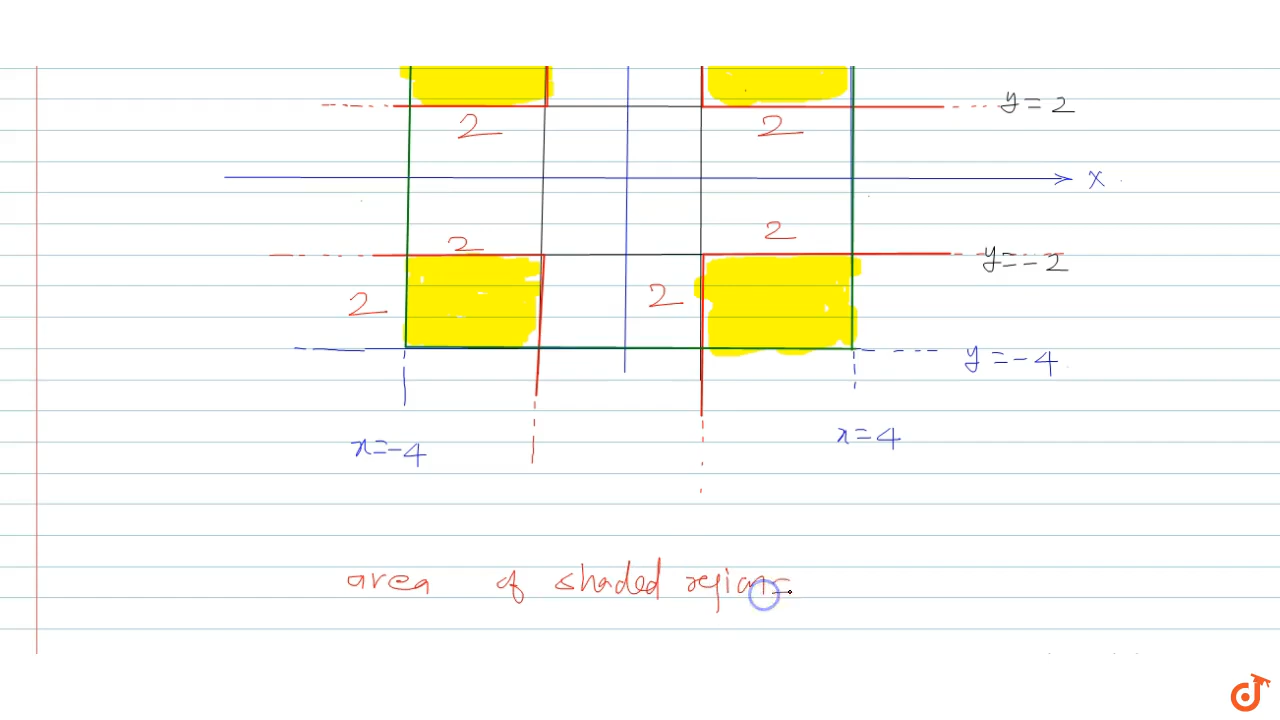 y = 2
2 2
x
2 2
y = - 2
2 2
y = - 4
x = - 4
x = 4
area of shaded region =